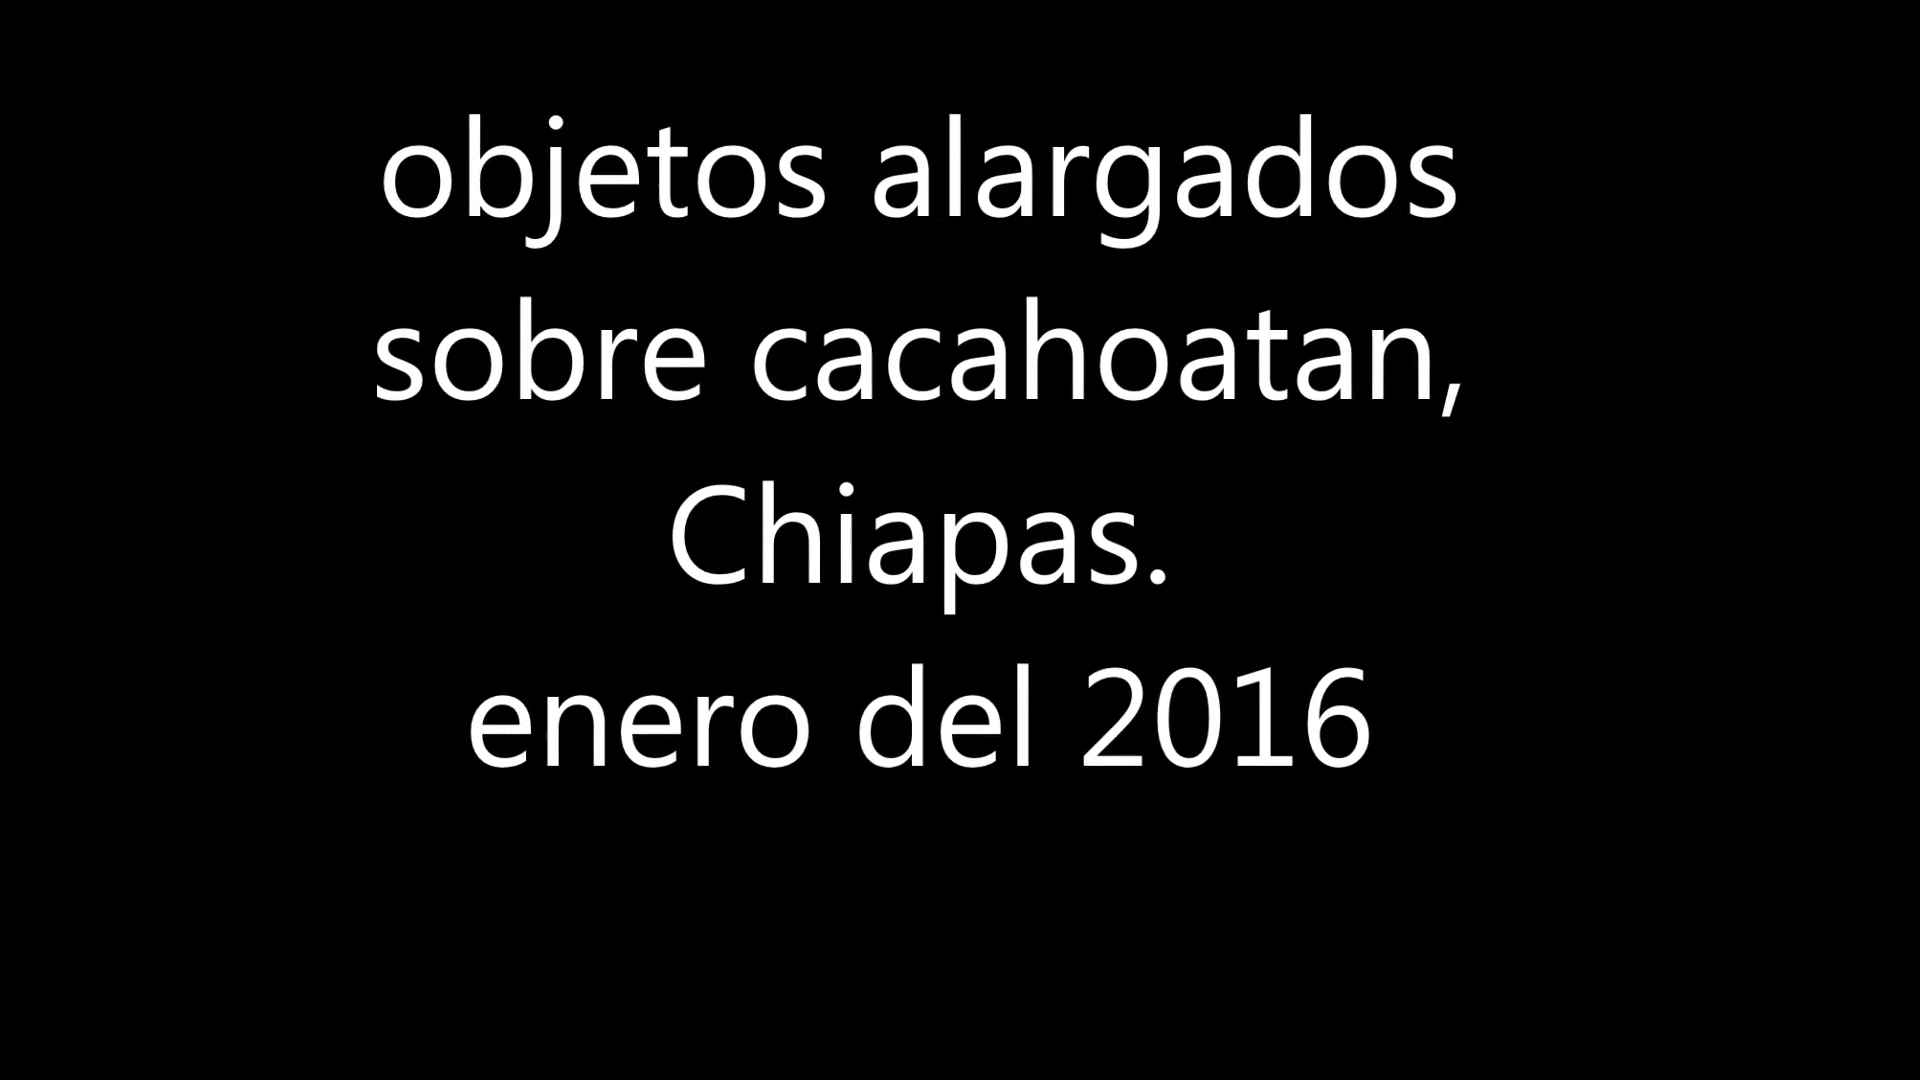 objetos alargados
sobre cacahoatan,
Chiapas.
enero del 2016